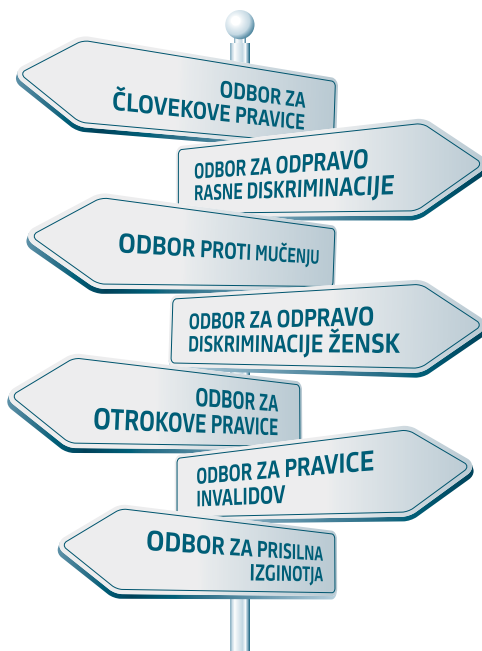 ODBOR ZA
ČLOVEKOVE PRAVICE
ODBOR ZA ODPRAVO
RASNE DISKRIMINACIJE
ODBOR PROTI MUČENJU
ODBOR ZA ODPRAVO
DISKRIMINACIJE ŽENSK
ODBOR ZA
OTROKOVE PRAVICE
ODBOR ZA PRAVICE
INVALIDOV
ODBOR ZA PRISILNA
IZGINOTJA